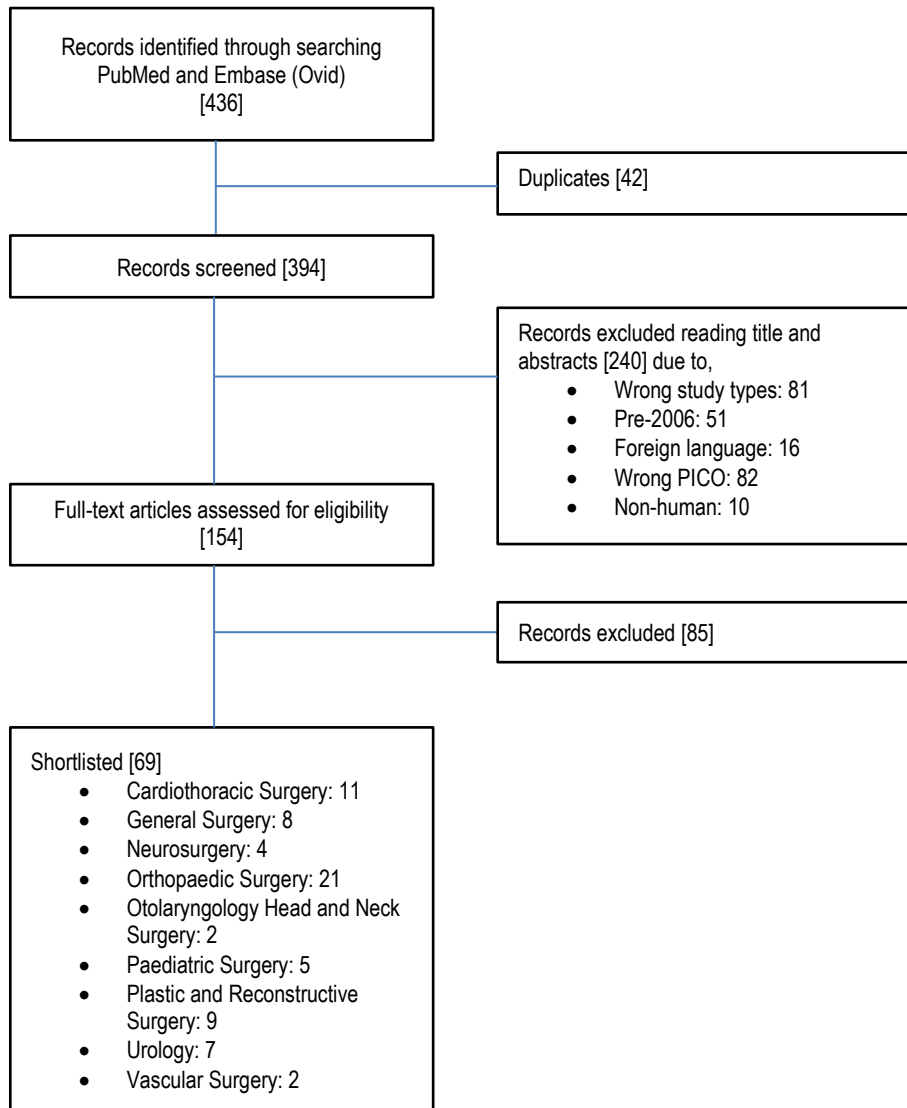 Records identified through searching
PubMed and Embase (Ovid)
[436]
Duplicates [42]
Records screened [394]
Records excluded reading title and
abstracts [240] due to,
• Wrong study types: 81
• Pre-2006: 51
• Foreign language: 16
• Wrong PICO: 82
• Non-human: 10
Full-text articles assessed for eligibility
[154]
Records excluded [85]
Shortlisted [69]
• Cardiothoracic Surgery: 11
• General Surgery: 8
• Neurosurgery: 4
• Orthopaedic Surgery: 21
• Otolaryngology Head and Neck
Surgery: 2
• Paediatric Surgery: 5
• Plastic and Reconstructive
Surgery: 9
• Urology: 7
• Vascular Surgery: 2